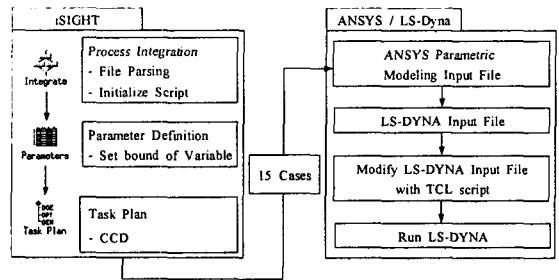 iSIGHT
Integrate
Process Integration
- File Parsing
- Initialize Script
Parameters
Parameter Definition
- Set bound of Variable
DOE
OPT
Task Plan
Task Plan
- CCD
15 Cases
ANSYS / LS-Dyna
ANSYS Parametric
Modeling Input File
LS-DYNA Input File
Modify LS-DYNA Input File
with TCL script
Run LS-DYNA